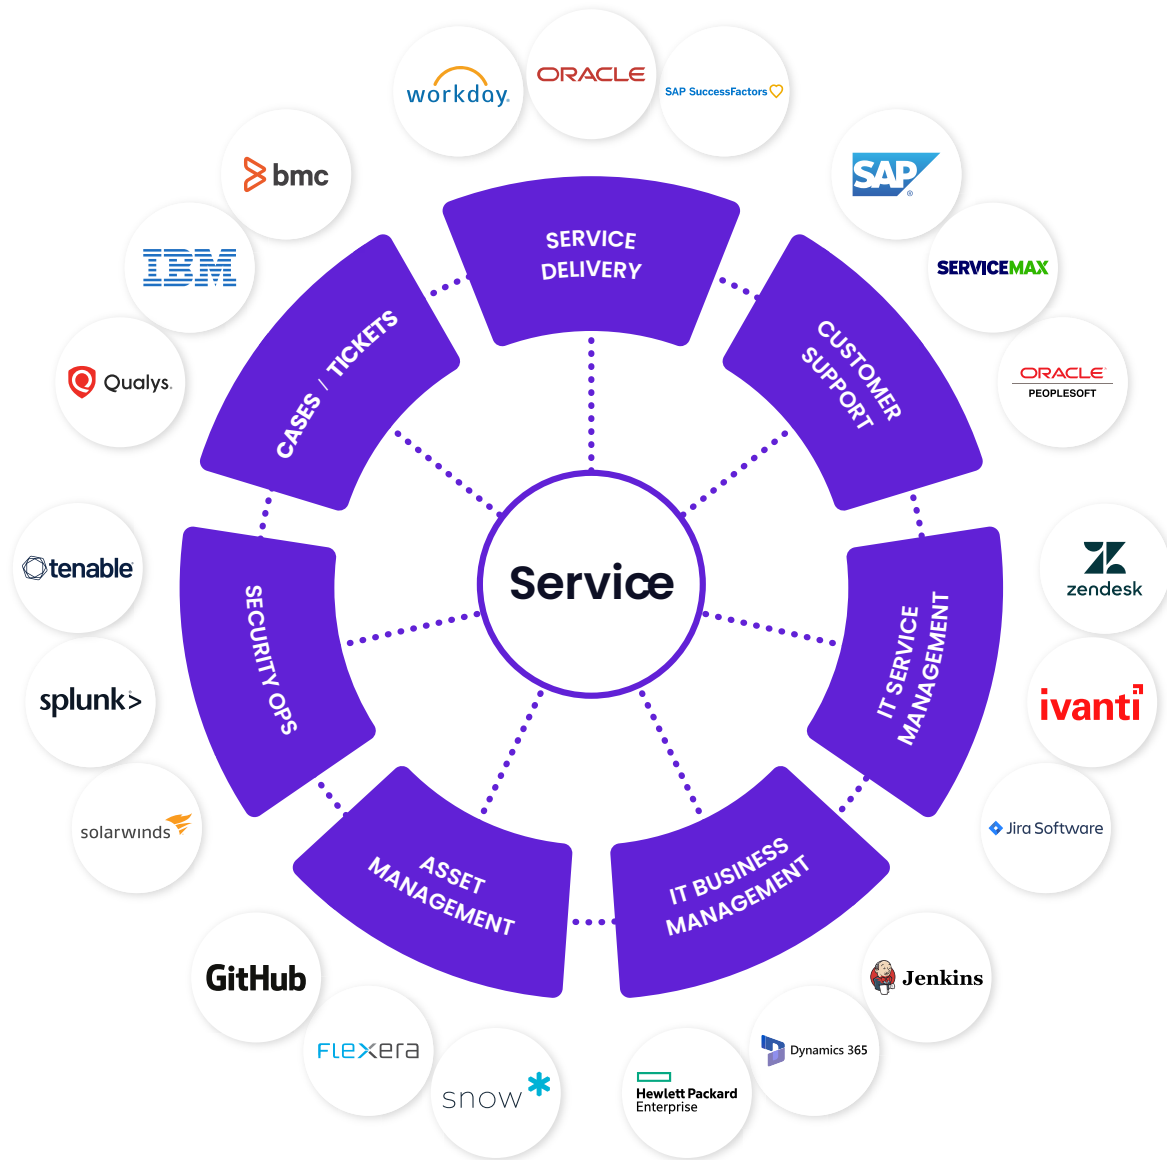 workday.
ORACLE
SAP SuccessFactors
bmc
SAP
®
IBM
SERVICEMAX
Qualys.
ORACLE
PEOPLESOFT
SERVICE
DELIVERY
CUSTOMER
SUPPORT
CASES / TICKETS
tenable
zendesk
Service
SECURITY OPS
IT SERVICE
MANAGEMENT
splunk>
ivanti
solarwinds
Jira Software
ASSET
MANAGEMENT
IT BUSINESS
MANAGEMENT
GitHub
Jenkins
FLEXera
Dynamics 365
snow
Hewlett Packard
Enterprise